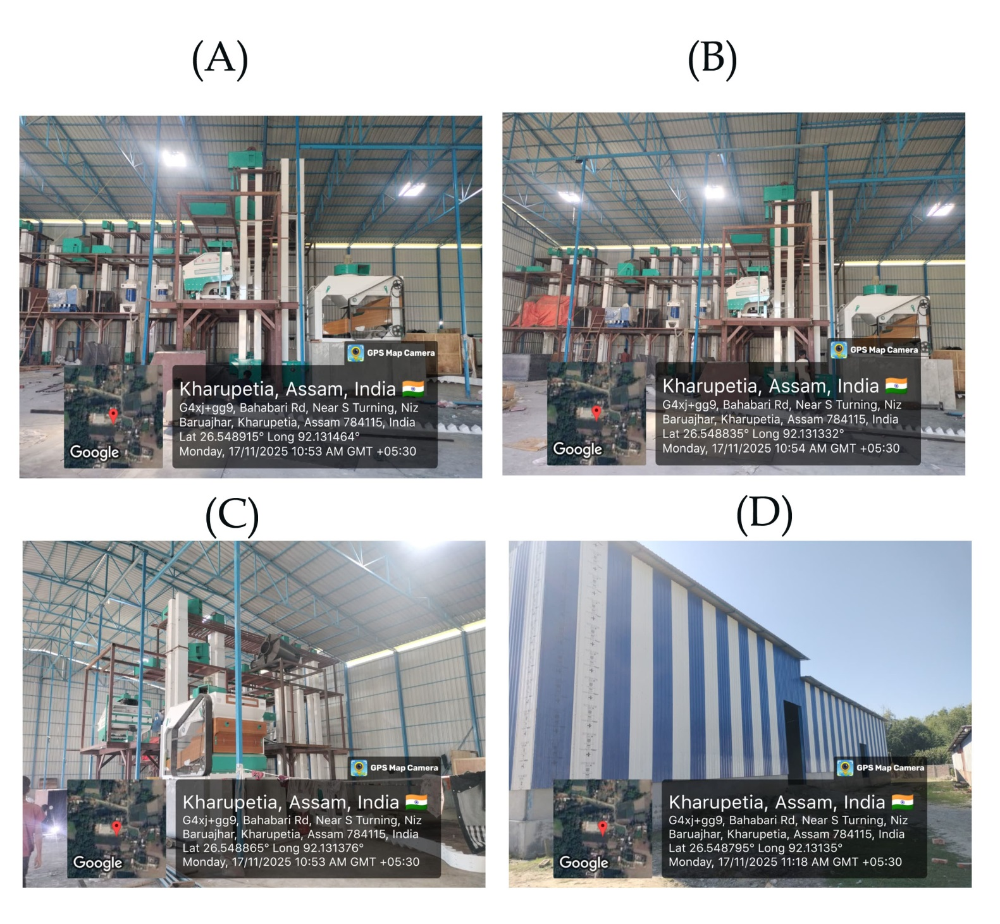 (A)
(B)
GPS Map Camera
Kharupetia, Assam, India
G4xj+gg9, Bahabari Rd, Near S Turning, Niz
Baruajhar, Kharupetia, Assam 784115, India
Lat 26.548915° Long 92.131464°
Monday, 17/11/2025 10:53 AM GMT +05:30
Google
GPS Map Camera
Kharupetia, Assam, India
G4xj+gg9, Bahabari Rd, Near S Turning, Niz
Baruajhar, Kharupetia, Assam 784115, India
Lat 26.548835° Long 92.131332°
Monday, 17/11/2025 10:54 AM GMT +05:30
Google
(C)
(D)
GPS Map Camera
Kharupetia, Assam, India
G4xj+gg9, Bahabari Rd, Near S Turning, Niz
Baruajhar, Kharupetia, Assam 784115, India
Lat 26.548865° Long 92.131376°
Monday, 17/11/2025 10:53 AM GMT +05:30
Google
GPS Map Camera
Kharupetia, Assam, India
G4xj+gg9, Bahabari Rd, Near S Turning, Niz
Baruajhar, Kharupetia, Assam 784115, India
Lat 26.548795° Long 92.13135°
Monday, 17/11/2025 11:18 AM GMT +05:30
Google